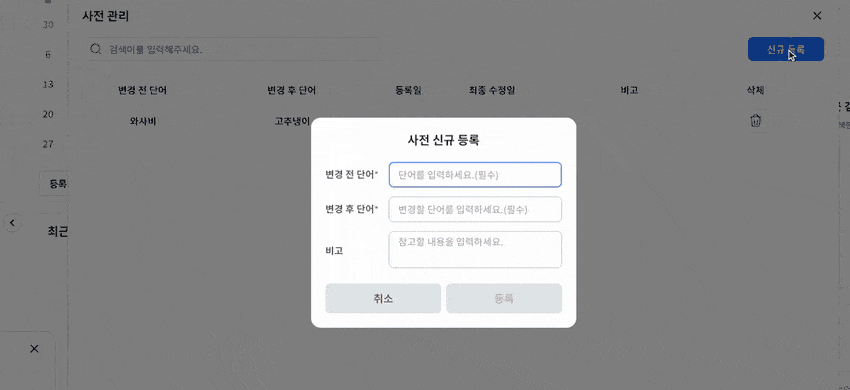 사전 관리
30
검색어를 입력해주세요.
신규 등록
6
변경 전 단어 변경 후 단어 등록일 최종 수정일 비고 삭제
13
와사비 고추냉이
20
사전 신규 등록
27
변경 전 단어* 단어를 입력하세요.(필수)
등록
변경 후 단어* 변경할 단어를 입력하세요.(필수)
최근
비고 참고할 내용을 입력하세요.
취소 등록